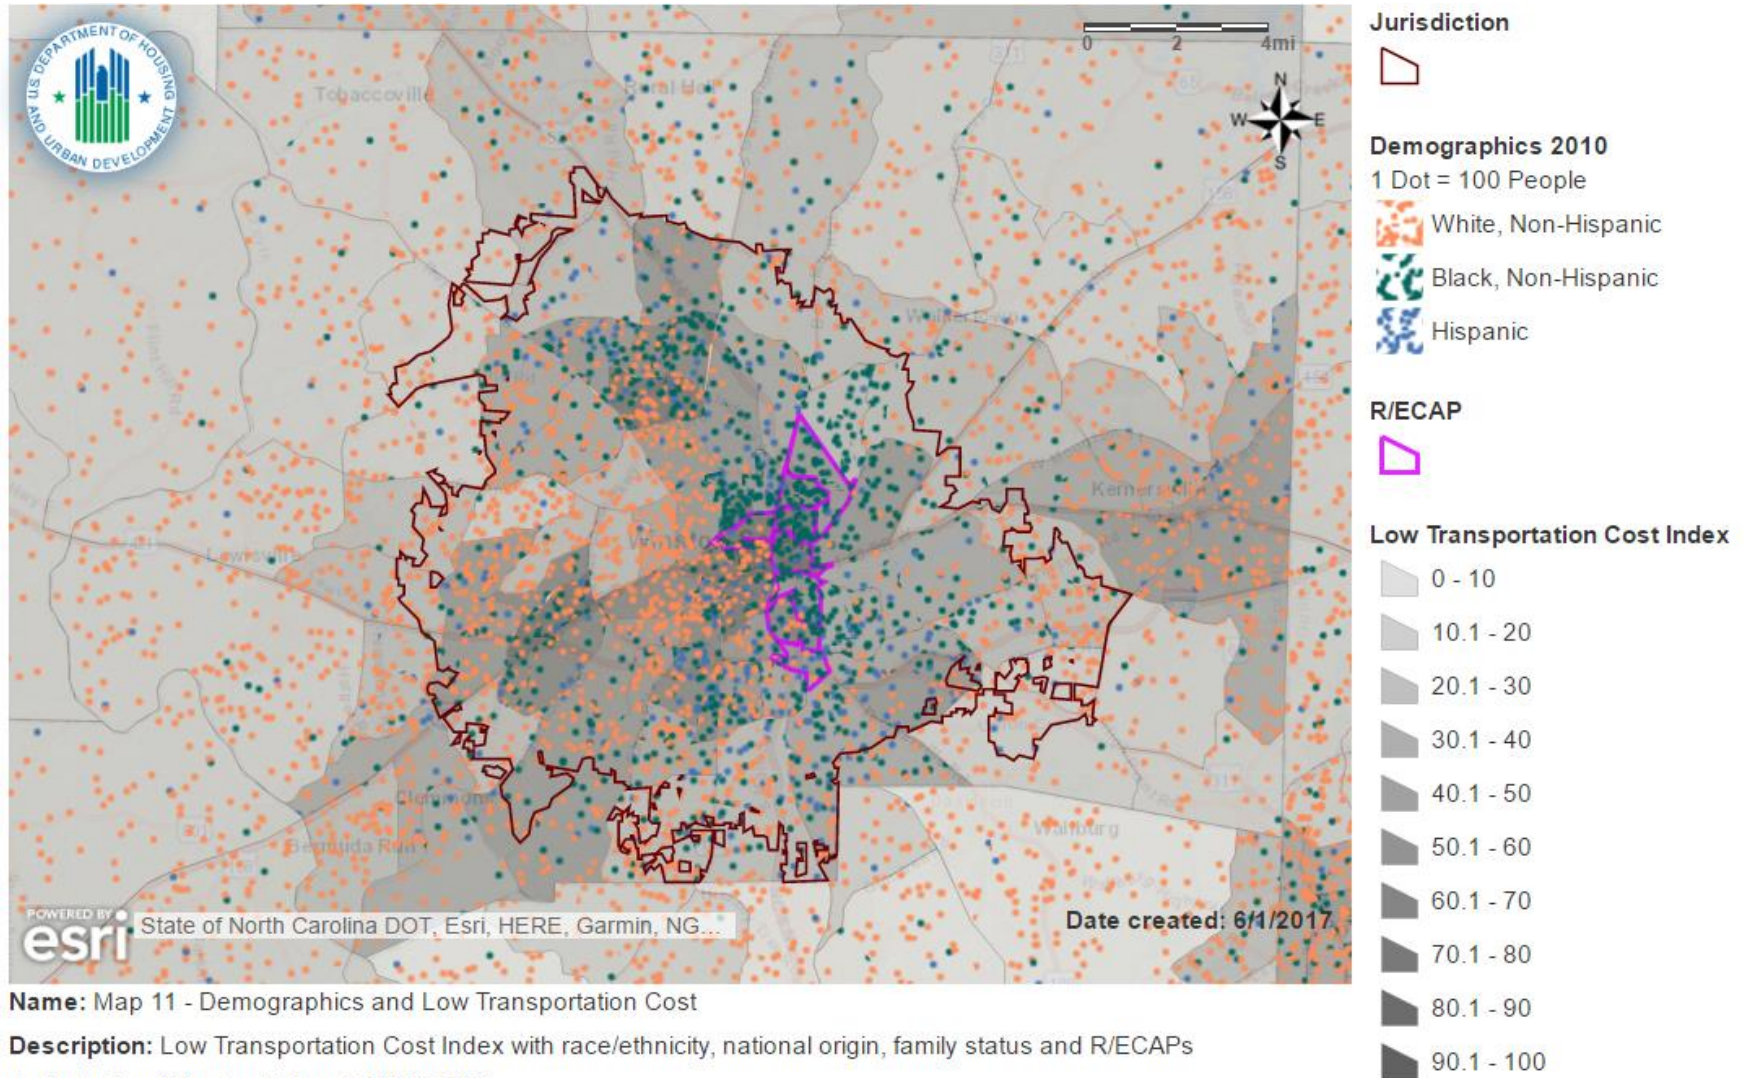 U.S. DEPARTMENT OF HOUSING AND URBAN DEVELOPMENT
0 2 4mi
N
W E
S
Tobaccoville
Rural Hall
311
66
158
Walkertown
Kernersville
Lewisville
Clemmons
Bermuda Run
801
158
Wallburg
POWERED BY
esri
State of North Carolina DOT, Esri, HERE, Garmin, NG...
Date created: 6/1/2017
Jurisdiction
Demographics 2010
1 Dot = 100 People
White, Non-Hispanic
Black, Non-Hispanic
Hispanic
R/ECAP
Low Transportation Cost Index
0 - 10
10.1 - 20
20.1 - 30
30.1 - 40
40.1 - 50
50.1 - 60
60.1 - 70
70.1 - 80
80.1 - 90
90.1 - 100
Name: Map 11 - Demographics and Low Transportation Cost
Description: Low Transportation Cost Index with race/ethnicity, national origin, family status and R/ECAPs